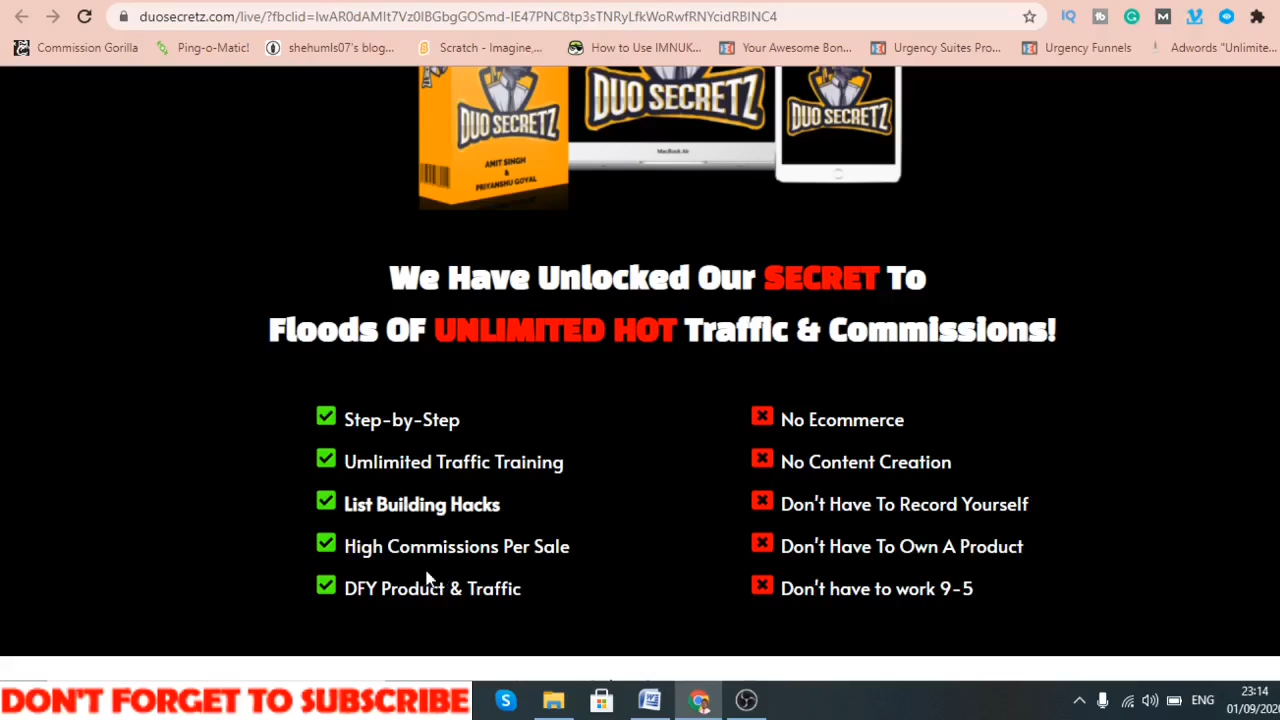 duosecretz.com/live/?fbclid=IwAR0dAMIt7Vz0IBGbgGOSmd-IE47PNC8tp3sTNRyLfkWoRwfRNYcidRBINC4
Commission Gorilla
Ping-o-Matic!
shehumls07's blog...
Scratch - Imagine,...
How to Use IMNUK...
Your Awesome Bon...
Urgency Suites Pro...
Urgency Funnels
Adwords "Unlimite...
DUO SECRETZ
AMIT SINGH
&
PRIYANSHU GOYAL
DUO SECRETZ
MacBook Air
DUO SECRETZ
We Have Unlocked Our SECRET To
Floods OF UNLIMITED HOT Traffic & Commissions!
Step-by-Step
Umlimited Traffic Training
List Building Hacks
High Commissions Per Sale
DFY Product & Traffic
No Ecommerce
No Content Creation
Don't Have To Record Yourself
Don't Have To Own A Product
Don't have to work 9-5
DON'T FORGET TO SUBSCRIBE
ENG
23:14
01/09/2020